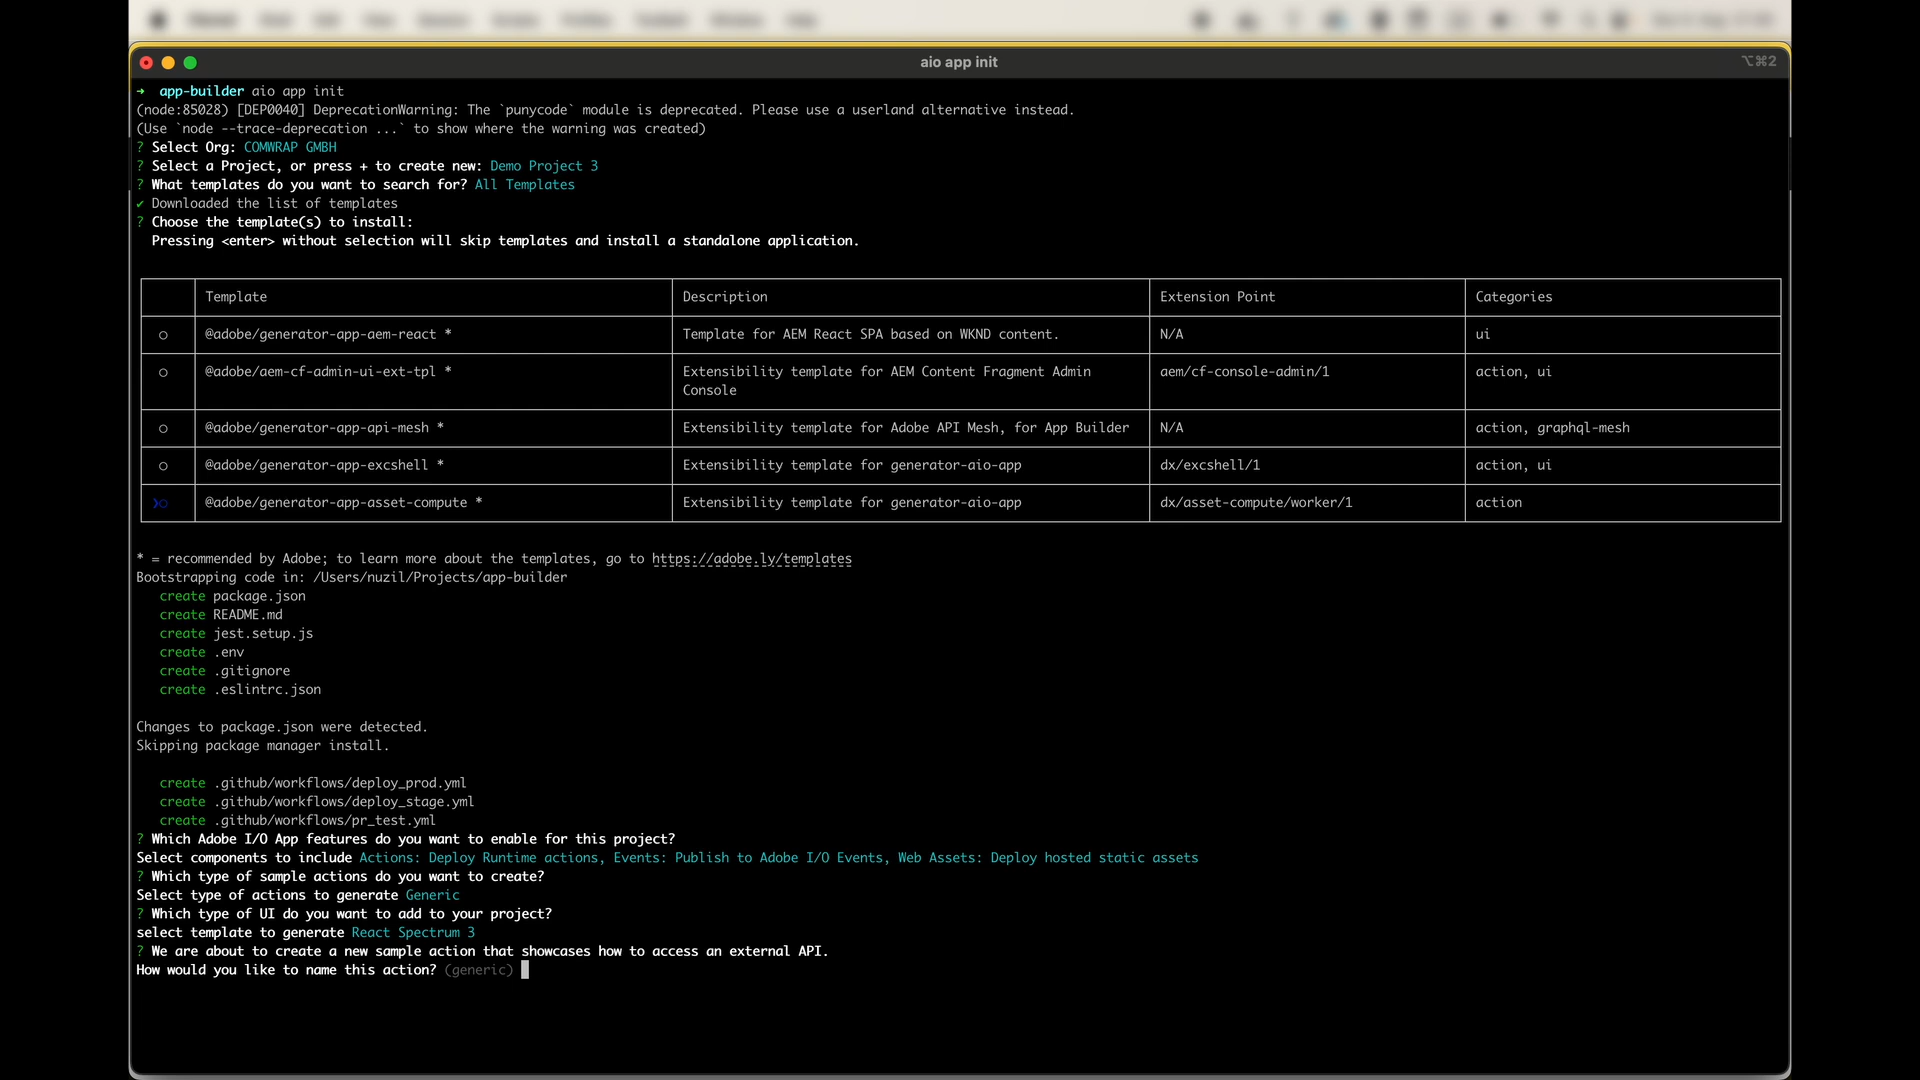 aio app init
⌥⌘2
➜ app-builder aio app init
(node:85028) [DEP0040] DeprecationWarning: The `punycode` module is deprecated. Please use a userland alternative instead.
(Use `node --trace-deprecation ...` to show where the warning was created)
? Select Org: COMWRAP GMBH
? Select a Project, or press + to create new: Demo Project 3
? What templates do you want to search for? All Templates
✔ Downloaded the list of templates
? Choose the template(s) to install:
Pressing <enter> without selection will skip templates and install a standalone application.
Template Description Extension Point Categories
○ @adobe/generator-app-aem-react * Template for AEM React SPA based on WKND content. N/A ui
○ @adobe/aem-cf-admin-ui-ext-tpl * Extensibility template for AEM Content Fragment Admin aem/cf-console-admin/1 action, ui
Console
○ @adobe/generator-app-api-mesh * Extensibility template for Adobe API Mesh, for App Builder N/A action, graphql-mesh
○ @adobe/generator-app-excshell * Extensibility template for generator-aio-app dx/excshell/1 action, ui
❯○ @adobe/generator-app-asset-compute * Extensibility template for generator-aio-app dx/asset-compute/worker/1 action
* = recommended by Adobe; to learn more about the templates, go to https://adobe.ly/templates
Bootstrapping code in: /Users/nuzil/Projects/app-builder
create package.json
create README.md
create jest.setup.js
create .env
create .gitignore
create .eslintrc.json
Changes to package.json were detected.
Skipping package manager install.
create .github/workflows/deploy_prod.yml
create .github/workflows/deploy_stage.yml
create .github/workflows/pr_test.yml
? Which Adobe I/O App features do you want to enable for this project?
Select components to include Actions: Deploy Runtime actions, Events: Publish to Adobe I/O Events, Web Assets: Deploy hosted static assets
? Which type of sample actions do you want to create?
Select type of actions to generate Generic
? Which type of UI do you want to add to your project?
select template to generate React Spectrum 3
? We are about to create a new sample action that showcases how to access an external API.
How would you like to name this action? (generic)